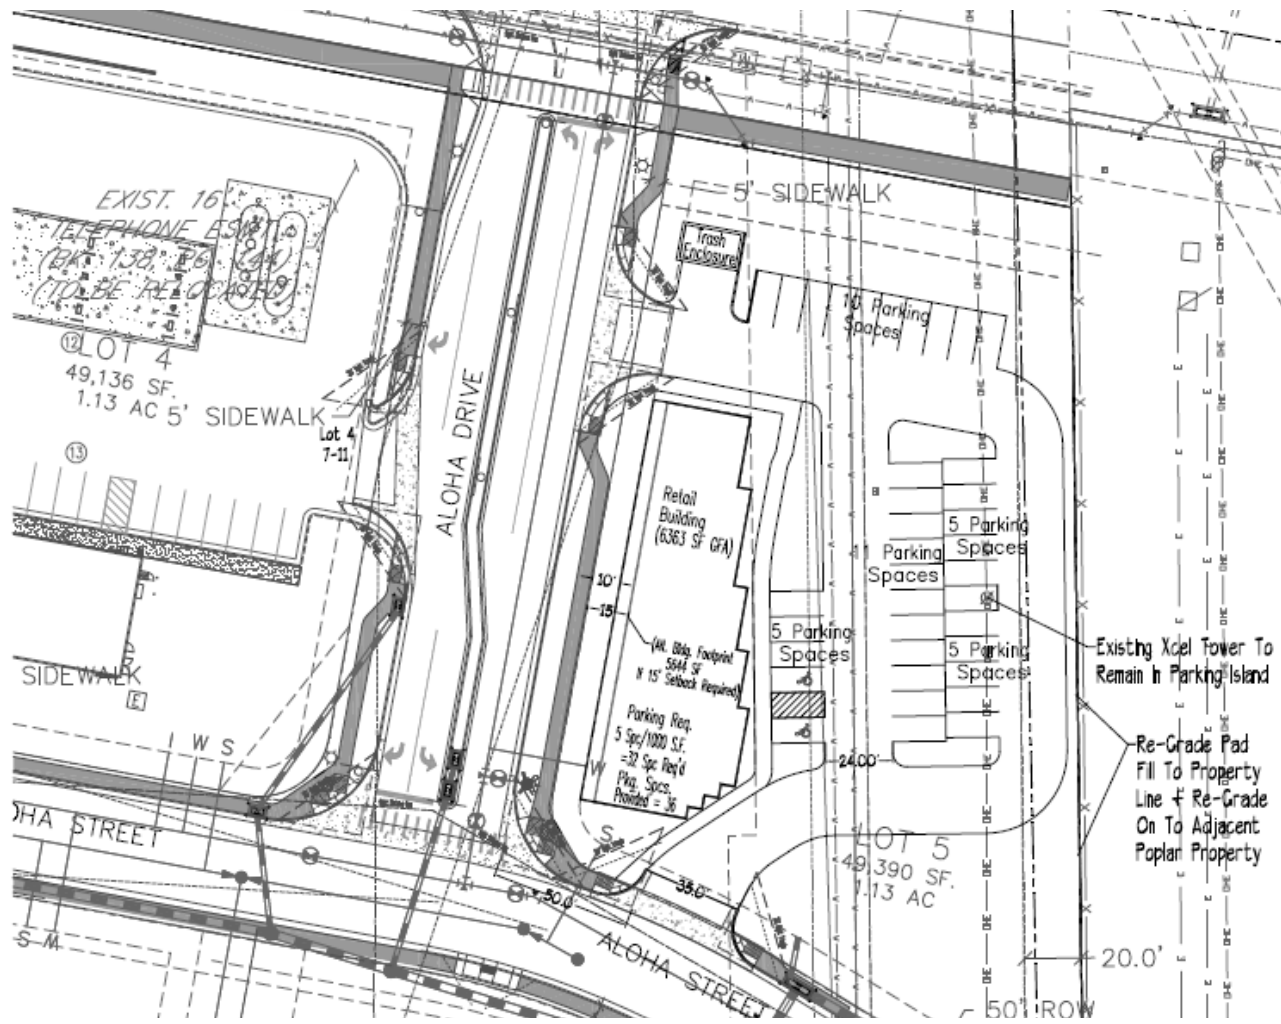 5' SIDEWALK
EXIST. 16'
TELEPHONE ESMT.
(BK. 138, PG. (44)
(TO BE RELOCATED)
Trash
Enclosure
10 Parking
Spaces
12
LOT 4
49,136 SF.
1.13 AC
5' SIDEWALK
Lot 4
7-11
13
ALOHA DRIVE
Retail
Building
(6363 SF GFA)
5 Parking
Spaces
11 Parking
Spaces
10'
15'
5 Parking
Spaces
5 Parking
Spaces
(Alt. Bldg. Footprint
5644 SF
If 15' Setback Required)
Existing Xcel Tower To
Remain In Parking Island
SIDEWALK
E
Parking Req.
5 Spc/1000 S.F.
=32 Spc Req'd
Pkg. Spcs.
Provided = 36
W S
W
24.00'
Re-Grade Pad
Fill To Property
Line + Re-Grade
On To Adjacent
Poplar Property
OHA STREET
S
LOT 5
49,390 SF.
1.13 AC
50.0'
35.0'
S M
ALOHA STREET
20.0'
50' ROW
OHE